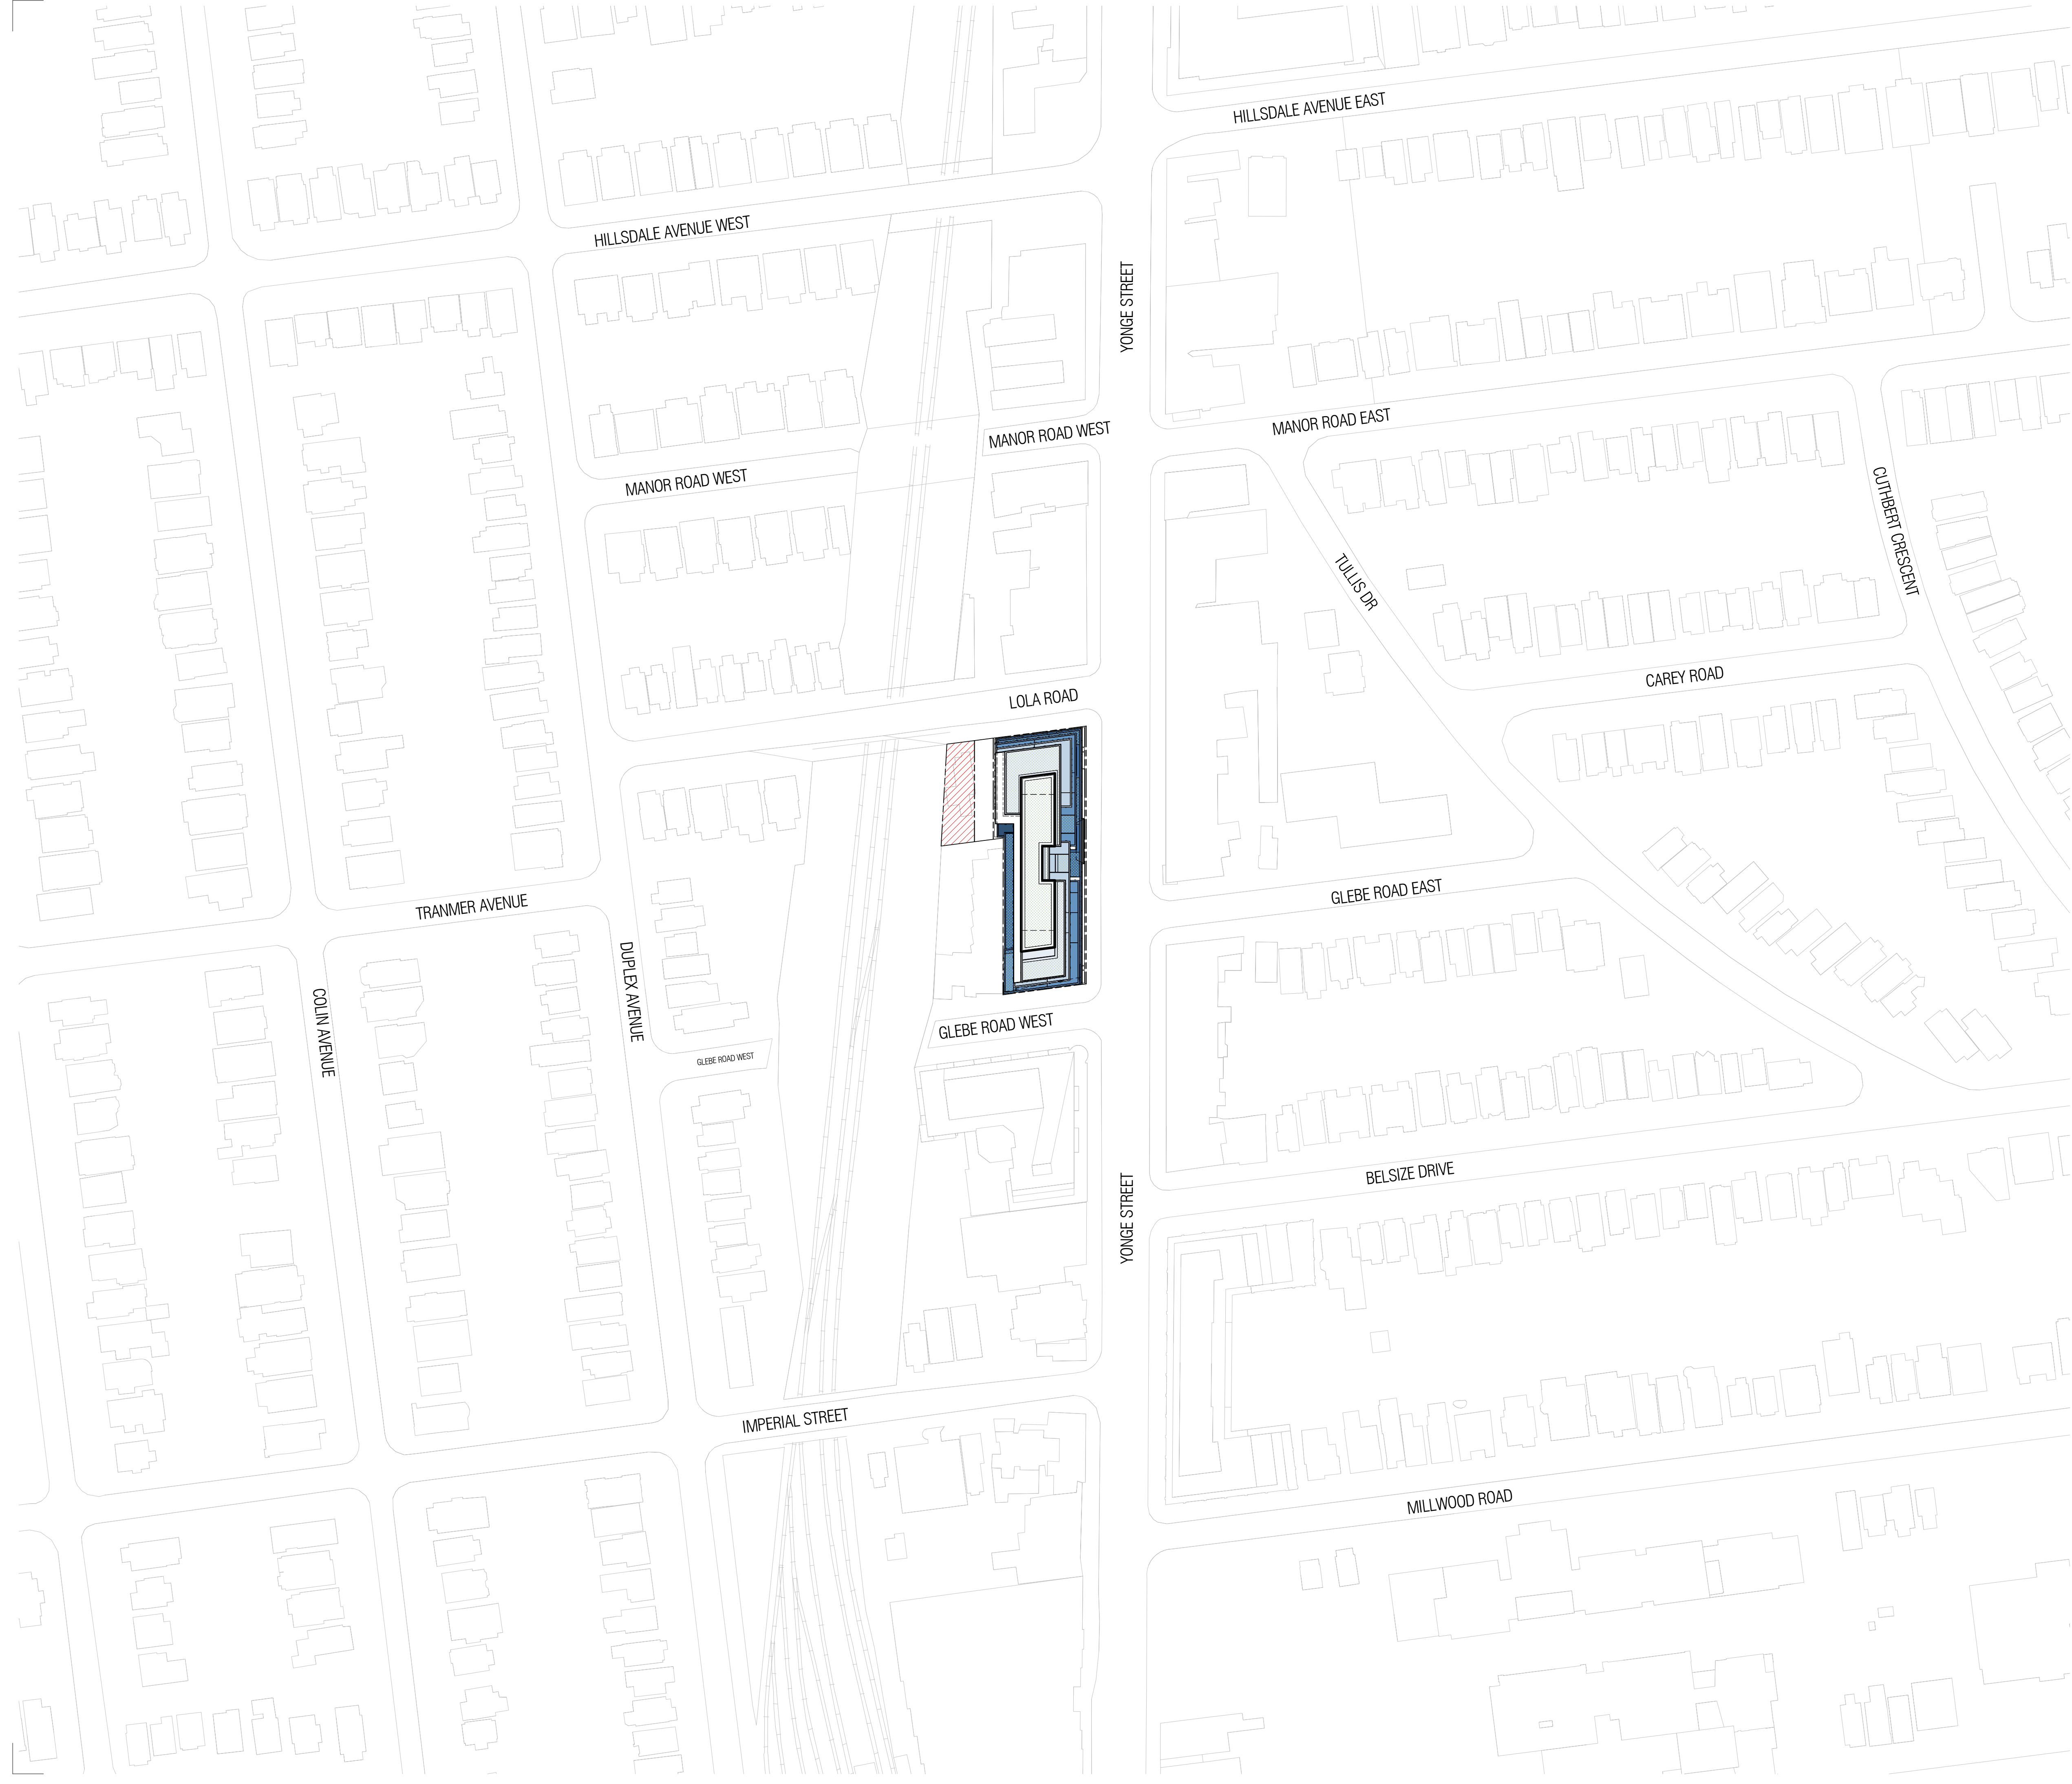 HILLSDALE AVENUE EAST
HILLSDALE AVENUE WEST
YONGE STREET
MANOR ROAD EAST
MANOR ROAD WEST
MANOR ROAD WEST
CUTHBERT CRESCENT
TULLIS DR
CAREY ROAD
LOLA ROAD
GLEBE ROAD EAST
TRANMER AVENUE
DUPLEX AVENUE
COLIN AVENUE
GLEBE ROAD WEST
GLEBE ROAD WEST
BELSIZE DRIVE
YONGE STREET
IMPERIAL STREET
MILLWOOD ROAD